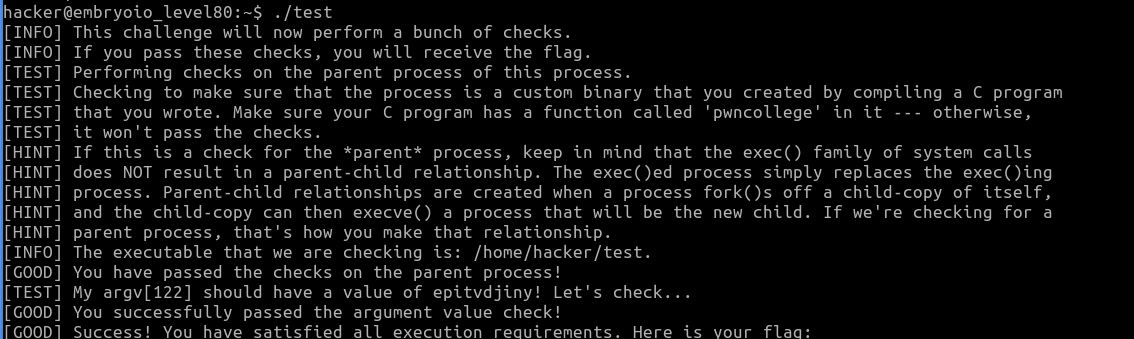 hacker@embryoio_level80:~$ ./test
[INFO] This challenge will now perform a bunch of checks.
[INFO] If you pass these checks, you will receive the flag.
[TEST] Performing checks on the parent process of this process.
[TEST] Checking to make sure that the process is a custom binary that you created by compiling a C program
[TEST] that you wrote. Make sure your C program has a function called 'pwncollege' in it --- otherwise,
[TEST] it won't pass the checks.
[HINT] If this is a check for the *parent* process, keep in mind that the exec() family of system calls
[HINT] does NOT result in a parent-child relationship. The exec()ed process simply replaces the exec()ing
[HINT] process. Parent-child relationships are created when a process fork()s off a child-copy of itself,
[HINT] and the child-copy can then execve() a process that will be the new child. If we're checking for a
[HINT] parent process, that's how you make that relationship.
[INFO] The executable that we are checking is: /home/hacker/test.
[GOOD] You have passed the checks on the parent process!
[TEST] My argv[122] should have a value of epitvdjiny! Let's check...
[GOOD] You successfully passed the argument value check!
[GOOD] Success! You have satisfied all execution requirements. Here is your flag: